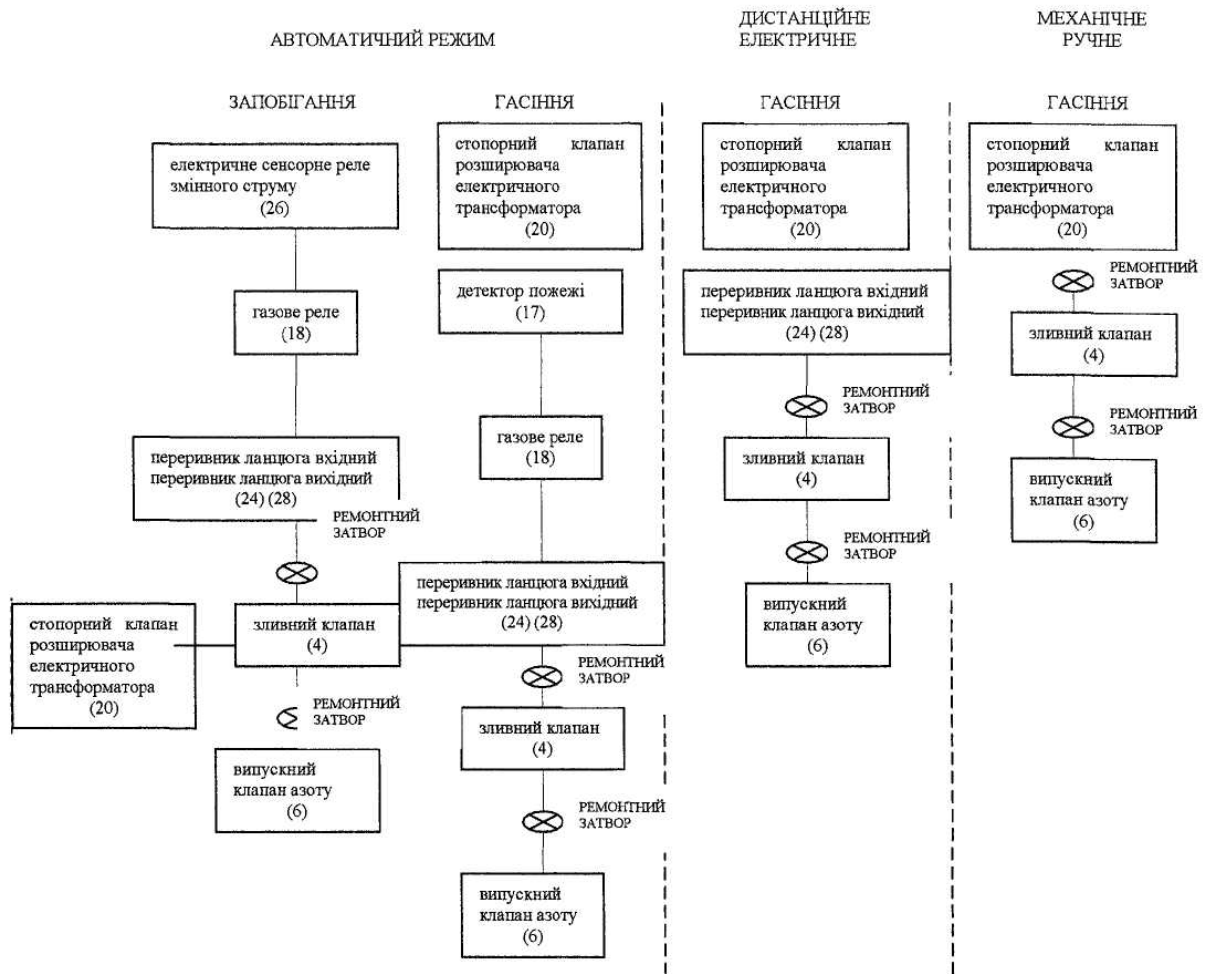 АВТОМАТИЧНИЙ РЕЖИМ
ДИСТАНЦІЙНЕ
ЕЛЕКТРИЧНЕ
МЕХАНІЧНЕ
РУЧНЕ
ЗАПОБІГАННЯ
ГАСІННЯ
ГАСІННЯ
ГАСІННЯ
електричне сенсорне реле
змінного струму
(26)
газове реле
(18)
переривник ланцюга вхідний
переривник ланцюга вихідний
(24) (28)
РЕМОНТНИЙ
ЗАТВОР
стопорний клапан
розширювача
електричного
трансформатора
(20)
зливний клапан
(4)
РЕМОНТНИЙ
ЗАТВОР
випускний
клапан азоту
(6)
стопорний клапан
розширювача
електричного
трансформатора
(20)
детектор пожежі
(17)
газове реле
(18)
переривник ланцюга вхідний
переривник ланцюга вихідний
(24) (28)
РЕМОНТНИЙ
ЗАТВОР
зливний клапан
(4)
РЕМОНТНИЙ
ЗАТВОР
випускний
клапан азоту
(6)
стопорний клапан
розширювача
електричного
трансформатора
(20)
переривник ланцюга вхідний
переривник ланцюга вихідний
(24) (28)
РЕМОНТНИЙ
ЗАТВОР
зливний клапан
(4)
РЕМОНТНИЙ
ЗАТВОР
випускний
клапан азоту
(6)
стопорний клапан
розширювача
електричного
трансформатора
(20)
РЕМОНТНИЙ
ЗАТВОР
зливний клапан
(4)
РЕМОНТНИЙ
ЗАТВОР
випускний
клапан азоту
(6)